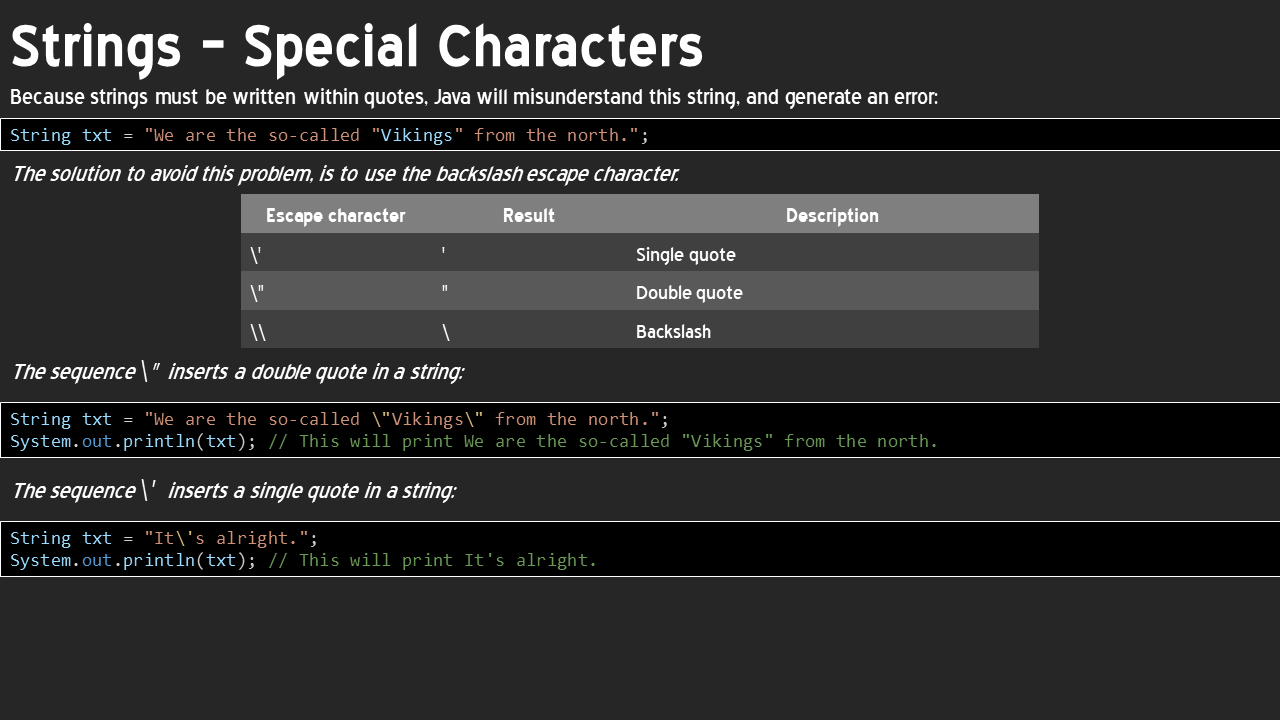 Strings - Special Characters
Because strings must be written within quotes, Java will misunderstand this string, and generate an error:
String txt = "We are the so-called "Vikings" from the north.";
The solution to avoid this problem, is to use the backslash escape character.
Escape character Result Description
\' ' Single quote
\" " Double quote
\\ \ Backslash
The sequence \" inserts a double quote in a string:
String txt = "We are the so-called \"Vikings\" from the north.";
System.out.println(txt); // This will print We are the so-called "Vikings" from the north.
The sequence \' inserts a single quote in a string:
String txt = "It\'s alright.";
System.out.println(txt); // This will print It's alright.